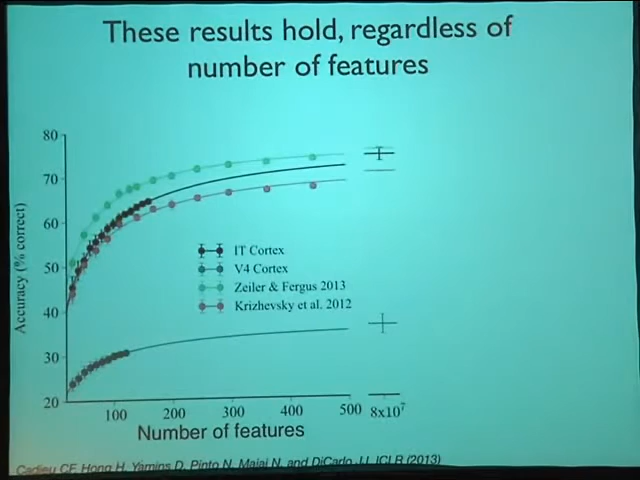 These results hold, regardless of
number of features
80
70
60
50
40
30
20
Accuracy (% correct)
IT Cortex
V4 Cortex
Zeiler & Fergus 2013
Krizhevsky et al. 2012
100 200 300 400 500 8x10⁷
Number of features
Cadieu CF, Hong H, Yamins D, Pinto N, Majaj N, and DiCarlo JJ, ICLR (2013)